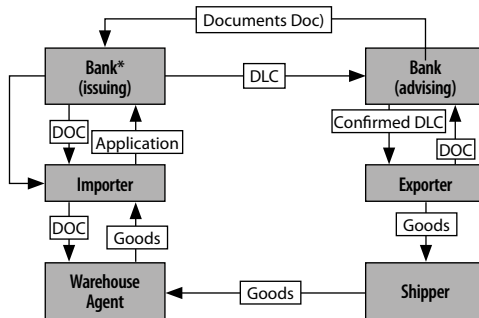 Documents Doc)
Bank*
(issuing)
DLC
Bank
(advising)
DOC
Application
Confirmed DLC
DOC
Importer
Exporter
DOC
Goods
Goods
Warehouse
Agent
Goods
Shipper